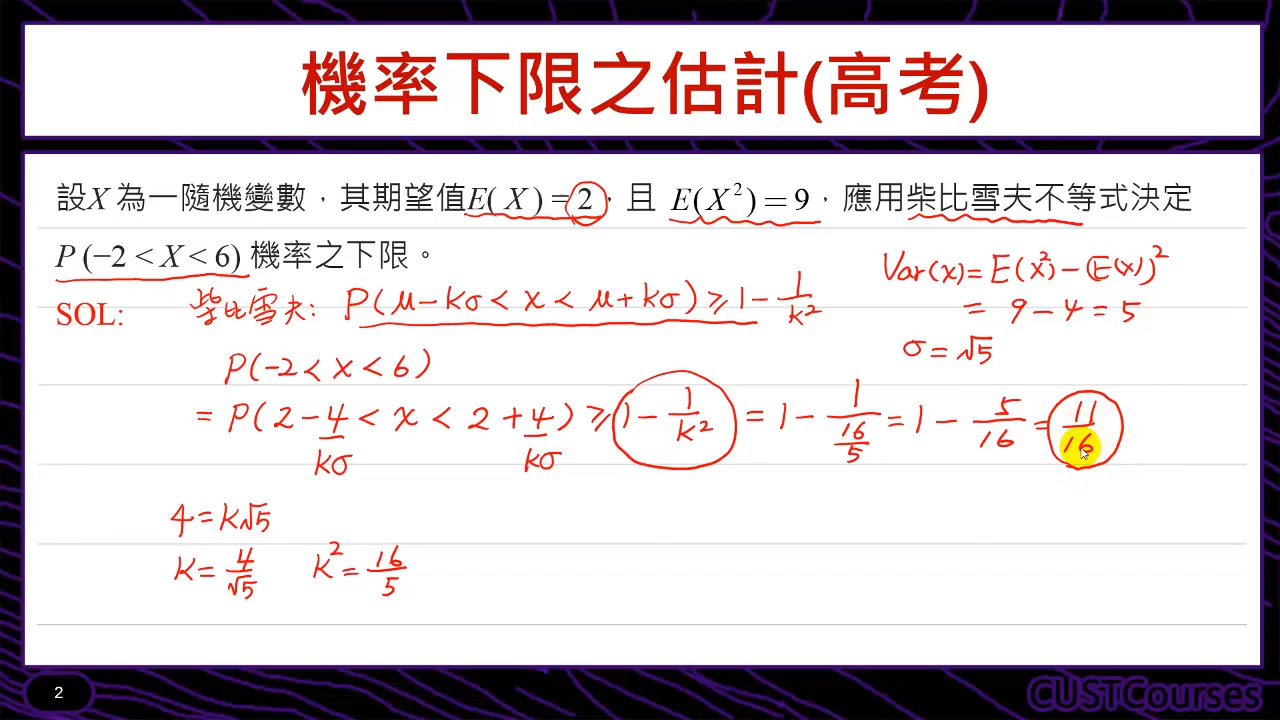 機率下限之估計(高考)
設X 為一隨機變數,其期望值E( X ) = 2,且 E(X²) = 9,應用柴比雪夫不等式決定
P (−2 < X < 6) 機率之下限。
Var(x) = E(x²) − (E(x))²
= 9 − 4 = 5
σ = √5
SOL: 柴比雪夫: P(μ − kσ < x < μ + kσ) ≥ 1 − 1/k²
P(−2 < x < 6)
= P(2 − 4 < x < 2 + 4) ≥ 1 − 1/k² = 1 − 1/(16/5) = 1 − 5/16 = 11/16
kσ kσ
4 = k√5
k = 4/√5 k² = 16/5
2
CUSTCourses